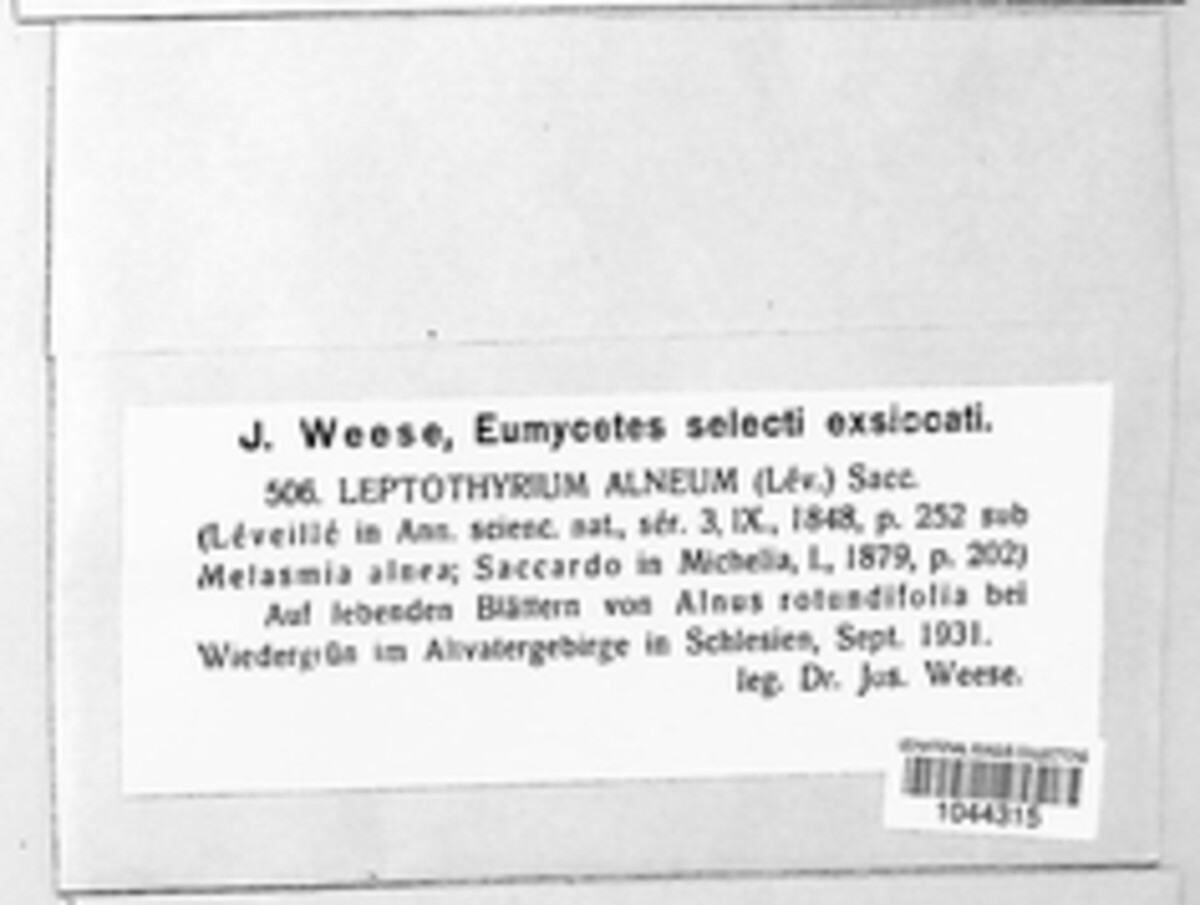 J. Weese, Eumycetes selecti exsiccati.
506. LEPTOTHYRIUM ALNEUM (Lév.) Sacc.
(Léveillé in Ann. scienc. nat., sér. 3, IX., 1848, p. 252 sub
Melasmia alnea; Saccardo in Michelia, I., 1879, p. 202)
Auf lebenden Blättern von Alnus rotundifolia bei
Wiedergrün im Altvatergebirge in Schlesien, Sept. 1931.
leg. Dr. Jos. Weese.
1044315